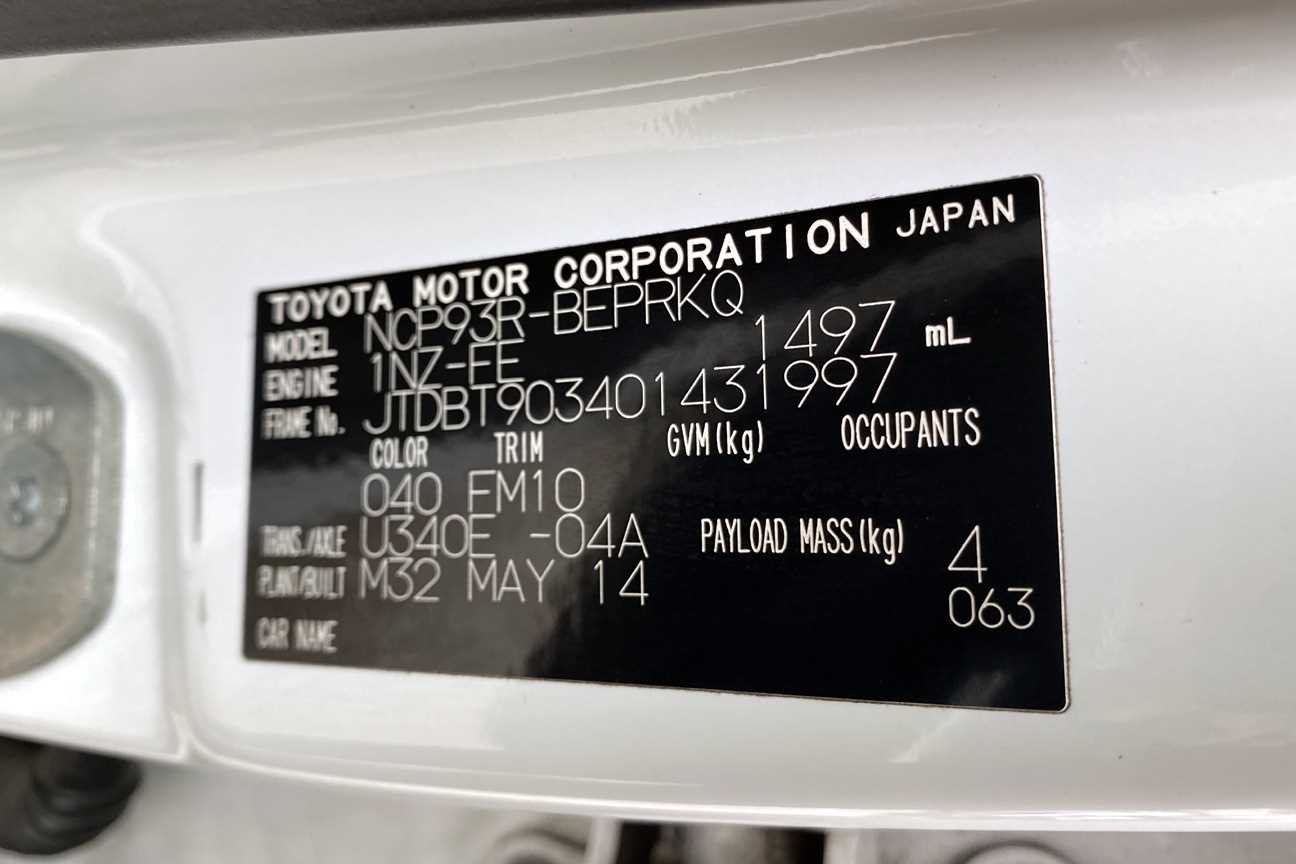 TOYOTA MOTOR CORPORATION JAPAN
MODEL NCP93R-BEPRKQ
ENGINE 1NZ-FE 1497 mL
FRAME No. JTDBT903401431997
COLOR TRIM GVM(kg) OCCUPANTS
040 EM10
TRANS./AXLE U340E -04A PAYLOAD MASS(kg) 4
PLANT/BUILT M32 MAY 14 063
CAR NAME